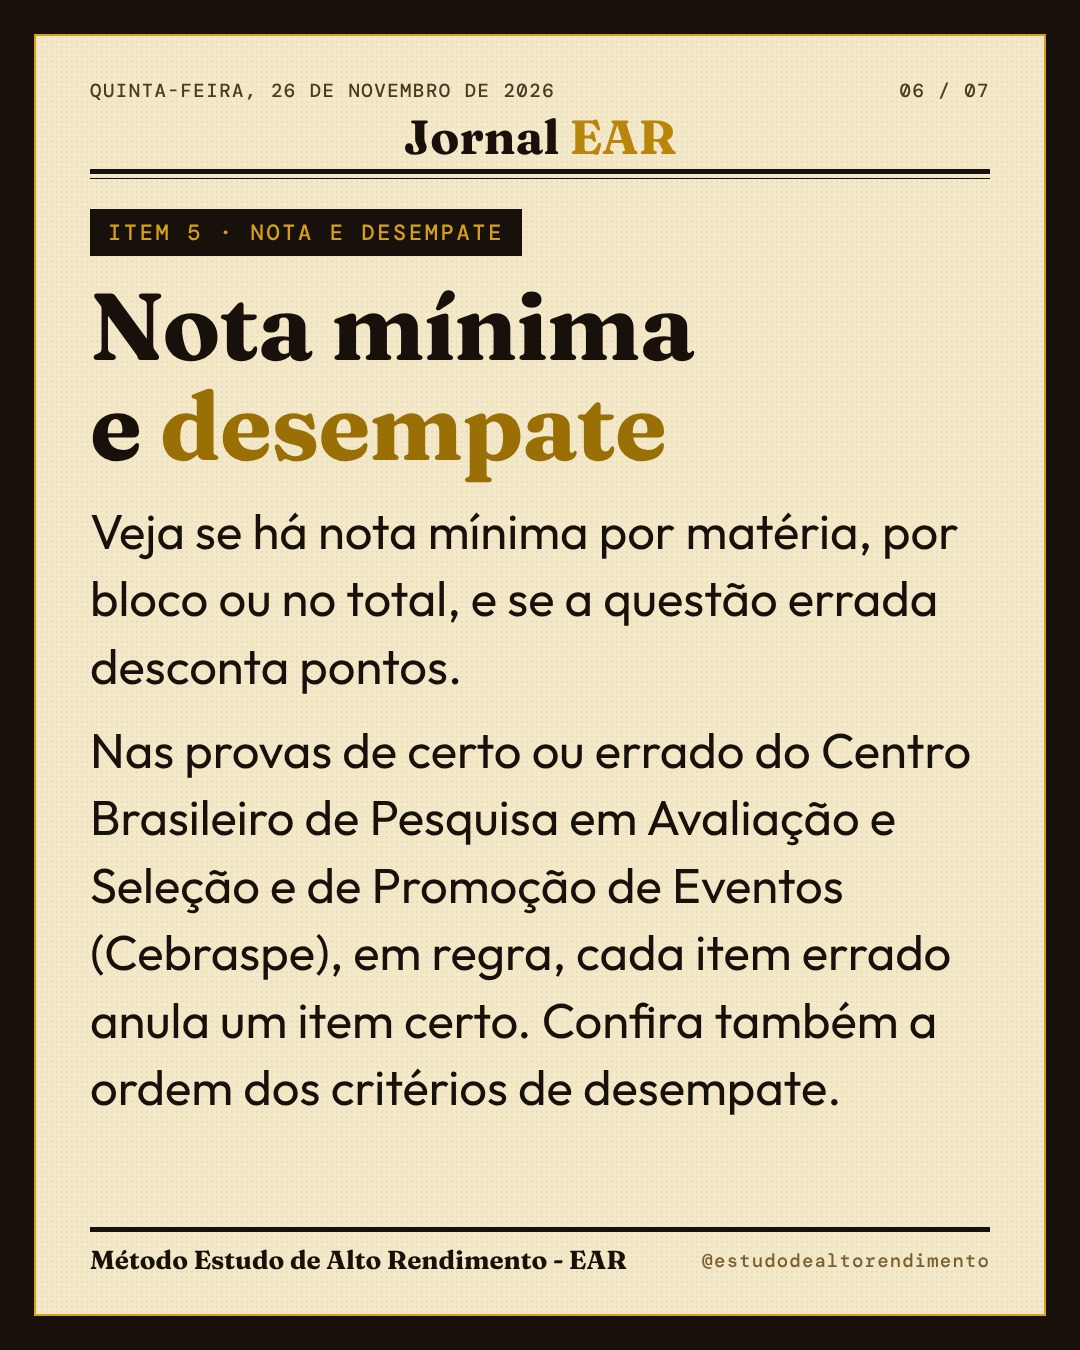 QUINTA-FEIRA, 26 DE NOVEMBRO DE 2026
06 / 07
Jornal EAR
ITEM 5 · NOTA E DESEMPATE
Nota mínima
e desempate
Veja se há nota mínima por matéria, por
bloco ou no total, e se a questão errada
desconta pontos.
Nas provas de certo ou errado do Centro
Brasileiro de Pesquisa em Avaliação e
Seleção e de Promoção de Eventos
(Cebraspe), em regra, cada item errado
anula um item certo. Confira também a
ordem dos critérios de desempate.
Método Estudo de Alto Rendimento - EAR
@estudodealtorendimento